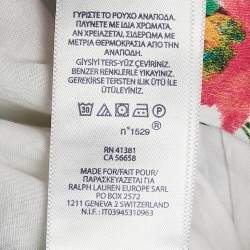 ΓΥΡΙΣΤΕ ΤΟ ΡΟΥΧΟ ΑΝΑΠΟΔΑ.
ΠΛΥΝΕΤΕ ΜΕ ΙΔΙΑ ΧΡΩΜΑΤΑ,
ΑΝ ΧΡΕΙΑΖΕΤΑΙ, ΣΙΔΕΡΩΣΤΕ ΜΕ
ΜΕΤΡΙΑ ΘΕΡΜΟΚΡΑΣΙΑ ΑΠΟ ΤΗΝ
ΑΝΑΠΟΔΗ.
GİYSİYİ TERS-YÜZ ÇEVİRİNİZ.
BENZER RENKLERLE YIKAYINIZ.
GEREKİRSE TERSTEN ILIK ÜTÜ İLE
ÜTÜLEYİNİZ.
30
n°1529
RN 41381
CA 56658
MADE FOR/FAIT POUR/
ΠΑΡΑΣΚΕΥΑΖΕΤΑΙ ΓΙΑ
RALPH LAUREN EUROPE SARL
PO BOX 2572
1211 GENEVA 2 SWITZERLAND
N.I.F.: IT03945310963